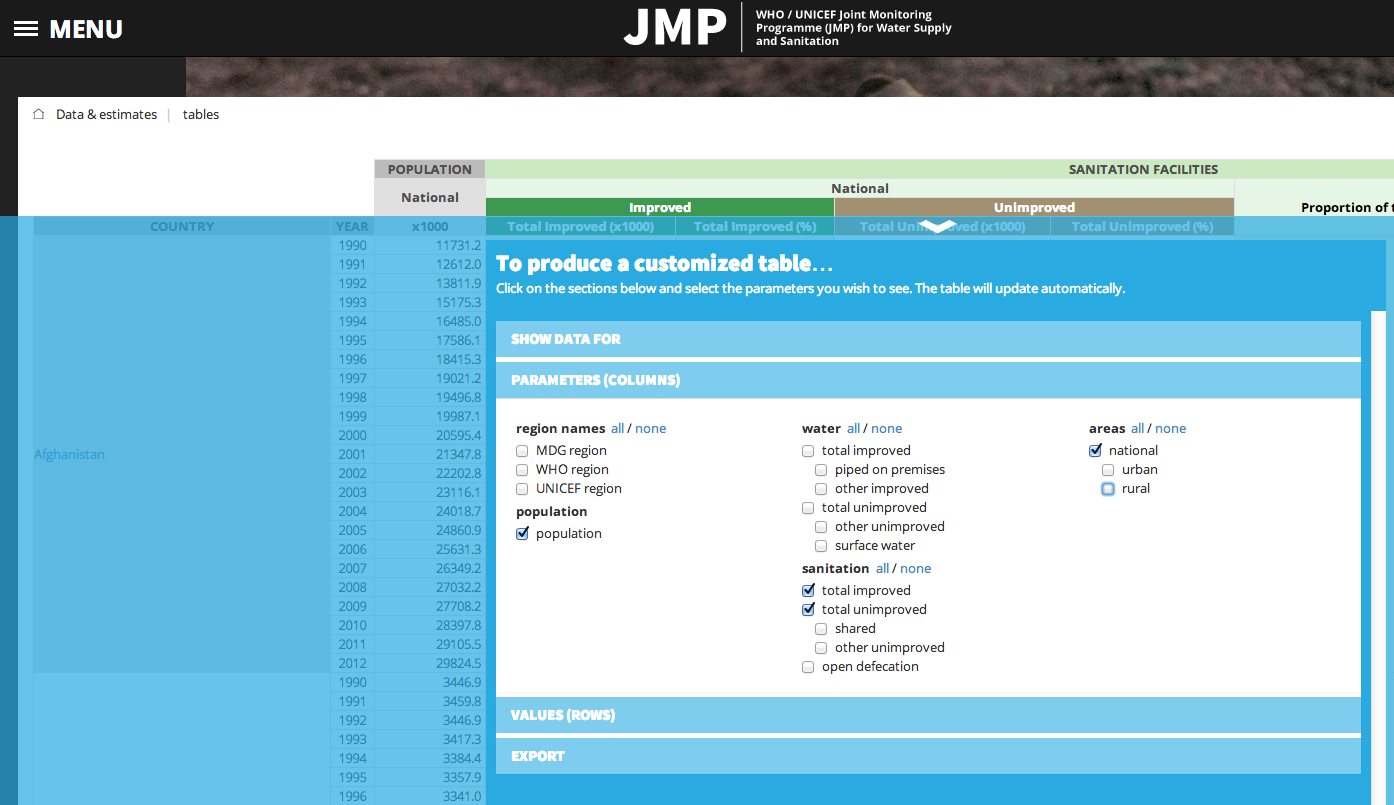 MENU
JMP
WHO / UNICEF Joint Monitoring
Programme (JMP) for Water Supply
and Sanitation
Data & estimates | tables
POPULATION SANITATION FACILITIES
National National
Improved Unimproved Proportion of t
COUNTRY YEAR x1000 Total Improved (x1000) Total Improved (%) Total Unimproved (x1000) Total Unimproved (%)
Afghanistan
1990 11731.2
1991 12612.0
1992 13811.9
1993 15175.3
1994 16485.0
1995 17586.1
1996 18415.3
1997 19021.2
1998 19496.8
1999 19987.1
2000 20595.4
2001 21347.8
2002 22202.8
2003 23116.1
2004 24018.7
2005 24860.9
2006 25631.3
2007 26349.2
2008 27032.2
2009 27708.2
2010 28397.8
2011 29105.5
2012 29824.5
1990 3446.9
1991 3459.8
1992 3446.9
1993 3417.3
1994 3384.4
1995 3357.9
1996 3341.0
To produce a customized table...
Click on the sections below and select the parameters you wish to see. The table will update automatically.
SHOW DATA FOR
PARAMETERS (COLUMNS)
region names all / none
MDG region
WHO region
UNICEF region
population
population
water all / none
total improved
piped on premises
other improved
total unimproved
other unimproved
surface water
sanitation all / none
total improved
total unimproved
shared
other unimproved
open defecation
areas all / none
national
urban
rural
VALUES (ROWS)
EXPORT